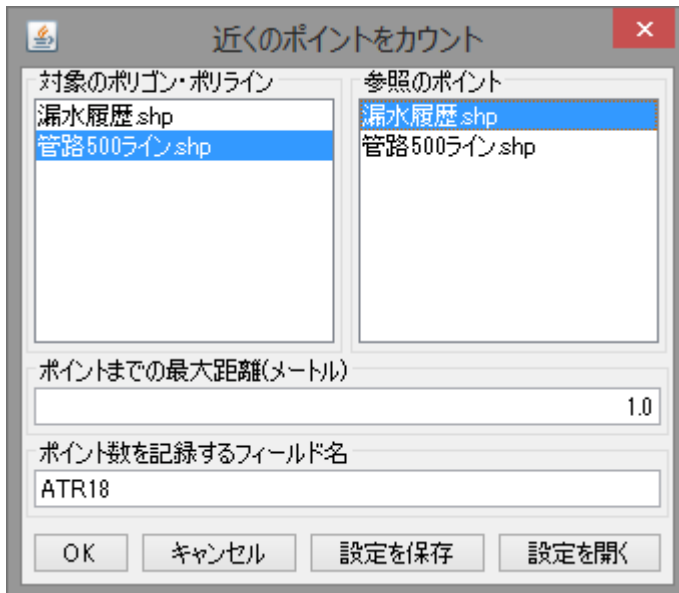 近くのポイントをカウント
対象のポリゴン・ポリライン
漏水履歴.shp
管路500ライン.shp
参照のポイント
漏水履歴.shp
管路500ライン.shp
ポイントまでの最大距離(メートル)
1.0
ポイント数を記録するフィールド名
ATR18
OK キャンセル 設定を保存 設定を開く